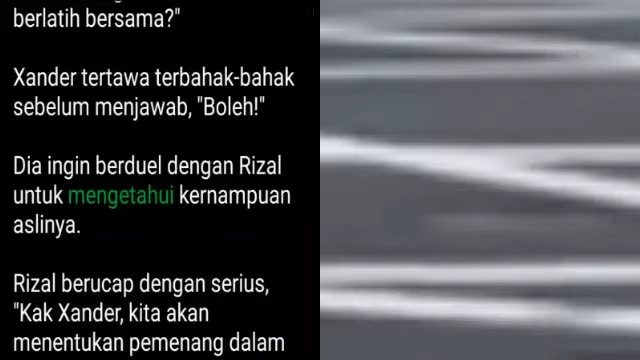 berlatih bersama?"
Xander tertawa terbahak-bahak
sebelum menjawab, "Boleh!"
Dia ingin berduel dengan Rizal
untuk mengetahui kernampuan
aslinya.
Rizal berucap dengan serius,
"Kak Xander, kita akan
menentukan pemenang dalam